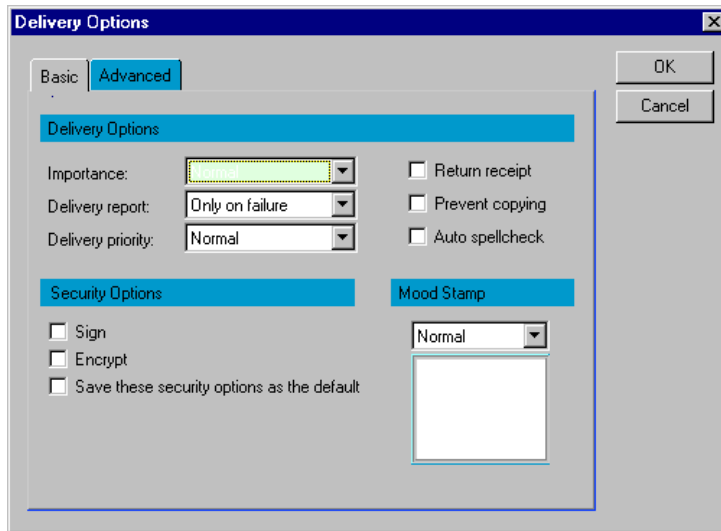 Delivery Options
Basic Advanced
OK
Cancel
Delivery Options
Importance: Normal
Return receipt
Delivery report: Only on failure
Prevent copying
Delivery priority: Normal
Auto spellcheck
Security Options
Mood Stamp
Sign
Normal
Encrypt
Save these security options as the default